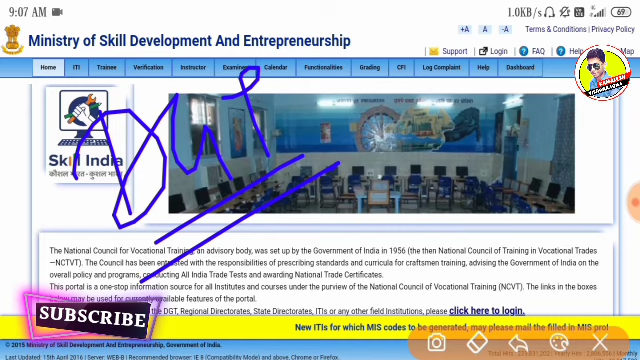 9:07 AM 1.0KB/s 4G 69
+A A -A Terms & Conditions | Privacy Policy
Ministry of Skill Development And Entrepreneurship
Support Login FAQ Help Map
Home ITI Trainee Verification Instructor Examiner Calendar Functionalities Grading CFI Log Complaint Help Dashboard
KAMALESH
VISHWAKARMA
Skill India
कौशल भारत - कुशल भारत
The National Council for Vocational Training, an advisory body, was set up by the Government of India in 1956 (the then National Council of Training in Vocational Trades
—NCTVT). The Council has been entrusted with the responsibilities of prescribing standards and curricula for craftsmen training, advising the Government of India on the
overall policy and programs, conducting All India Trade Tests and awarding National Trade Certificates.
This portal is a one-stop information source for all Institutes and courses under the purview of the National Council of Vocational Training (NCVT). The links in the boxes
below may be used for currently available features of the portal.
the DGT, Regional Directorates, State Directorates, ITIs or any other field Institutions, please click here to login.
SUBSCRIBE
New ITIs for which MIS codes to be generated, may please mail the filled in MIS prof
© 2015 Ministry of Skill Development And Entrepreneurship, Government of India.
Last Updated: 15th April 2016 | Server: WEB-B | Recommended browser: IE 8 (Compatibility Mode) and above, Chrome or Firefox.